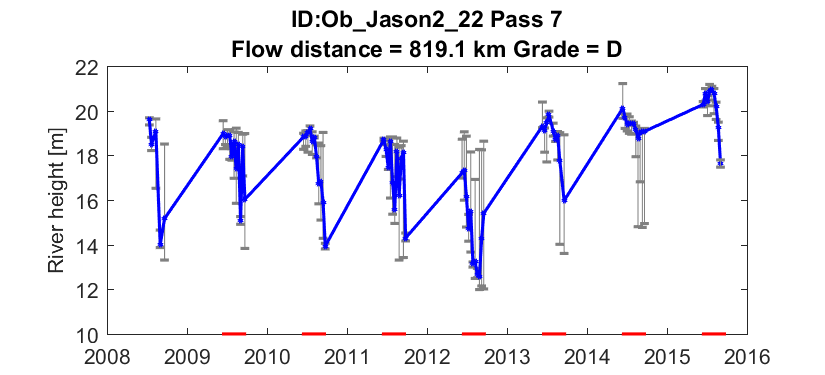 ID:Ob_Jason2_22 Pass 7
Flow distance = 819.1 km Grade = D
River height [m]
22
20
18
16
14
12
10
2008 2009 2010 2011 2012 2013 2014 2015 2016